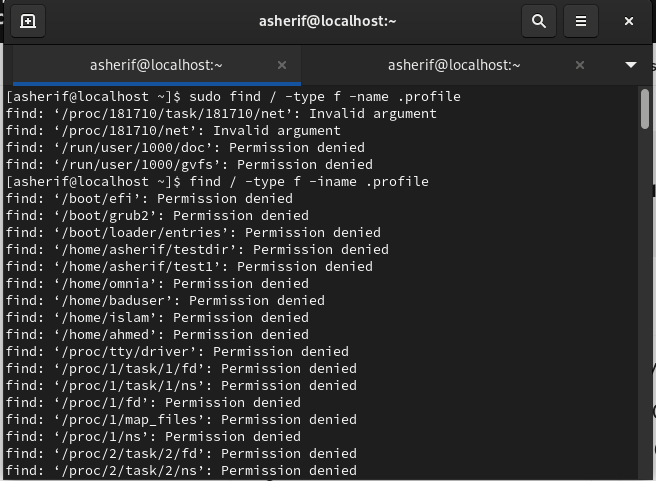 asherif@localhost:~
asherif@localhost:~
asherif@localhost:~
[asherif@localhost ~]$ sudo find / -type f -name .profile
find: ‘/proc/181710/task/181710/net’: Invalid argument
find: ‘/proc/181710/net’: Invalid argument
find: ‘/run/user/1000/doc’: Permission denied
find: ‘/run/user/1000/gvfs’: Permission denied
[asherif@localhost ~]$ find / -type f -iname .profile
find: ‘/boot/efi’: Permission denied
find: ‘/boot/grub2’: Permission denied
find: ‘/boot/loader/entries’: Permission denied
find: ‘/home/asherif/testdir’: Permission denied
find: ‘/home/asherif/test1’: Permission denied
find: ‘/home/omnia’: Permission denied
find: ‘/home/baduser’: Permission denied
find: ‘/home/islam’: Permission denied
find: ‘/home/ahmed’: Permission denied
find: ‘/proc/tty/driver’: Permission denied
find: ‘/proc/1/task/1/fd’: Permission denied
find: ‘/proc/1/task/1/ns’: Permission denied
find: ‘/proc/1/fd’: Permission denied
find: ‘/proc/1/map_files’: Permission denied
find: ‘/proc/1/ns’: Permission denied
find: ‘/proc/2/task/2/fd’: Permission denied
find: ‘/proc/2/task/2/ns’: Permission denied